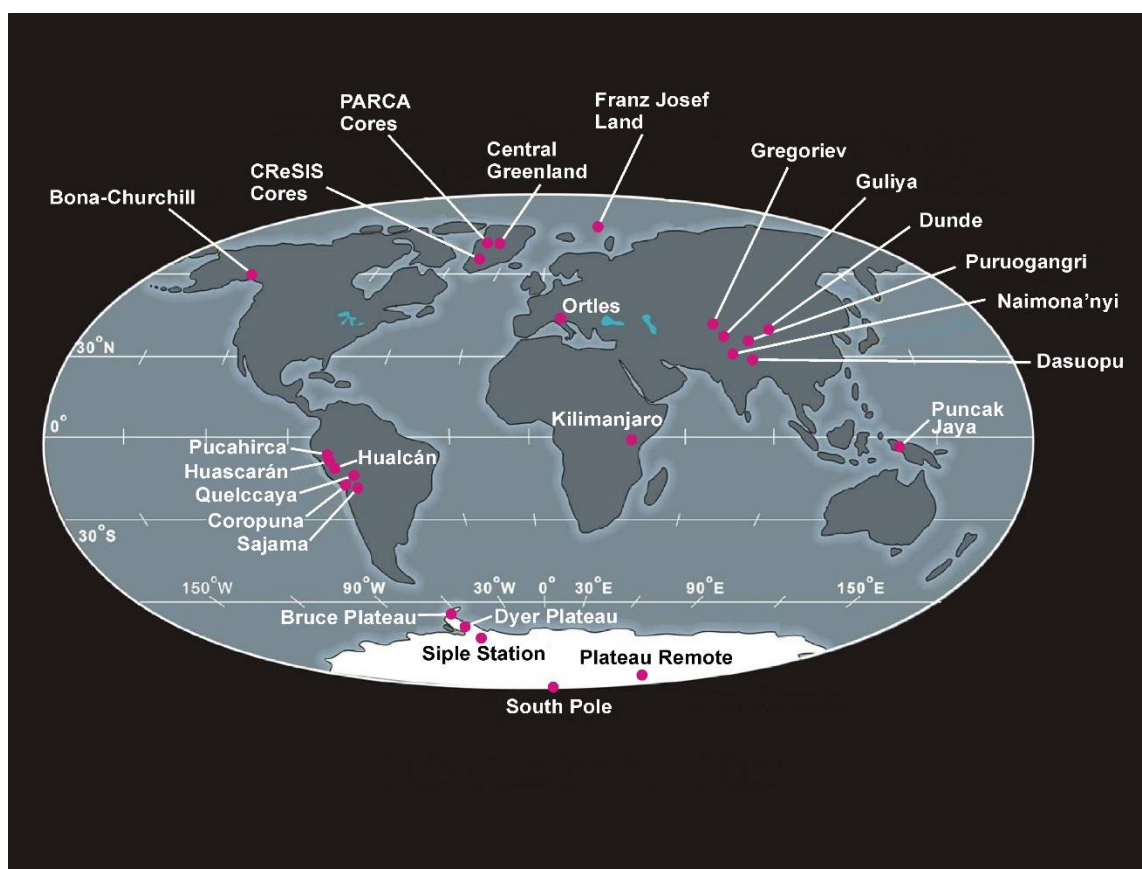 PARCA
Cores
Franz Josef
Land
Central
Greenland
Gregoriev
CReSIS
Cores
Guliya
Bona-Churchill
Dunde
Puruogangri
Naimona’nyi
Ortles
30°N
Dasuopu
Kilimanjaro
Puncak
Jaya
0°
Pucahirca
Hualcán
Huascarán
Quelccaya
Coropuna
Sajama
30°S
150°W
90°W
30°W
0°
30°E
90°E
150°E
Bruce Plateau
Dyer Plateau
Siple Station
Plateau Remote
South Pole